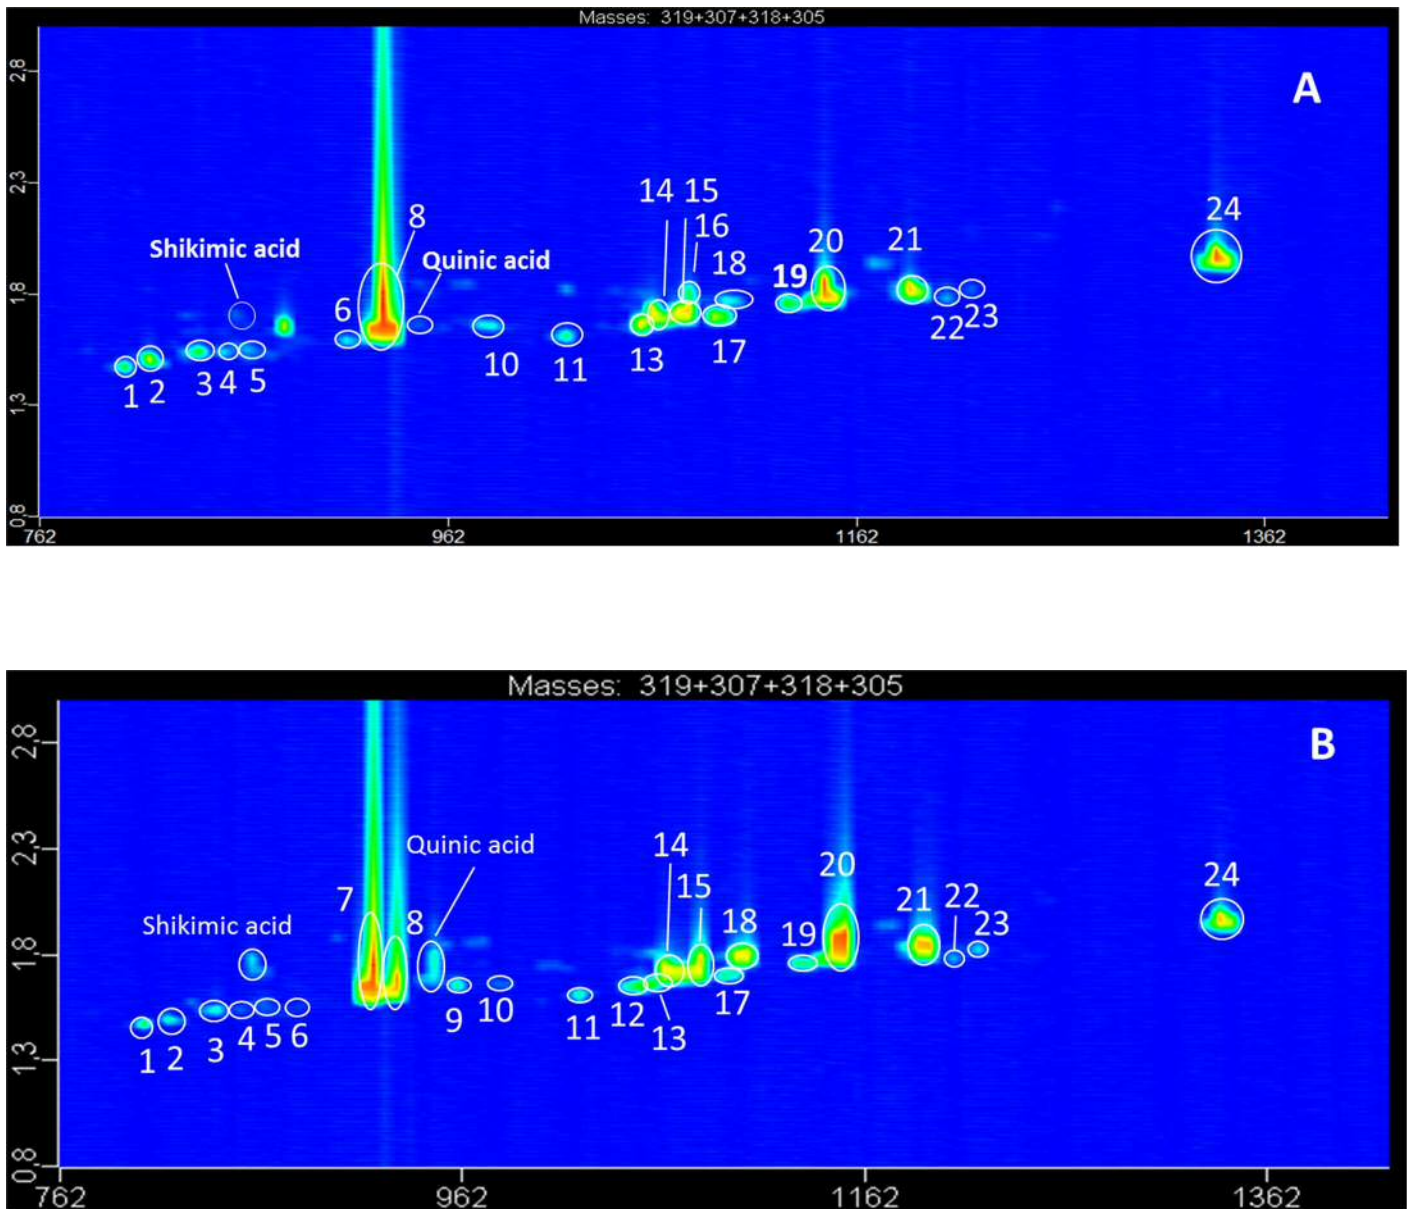 Masses: 319+307+318+305
A
2,8
2,3
1,8
1,3
0,8
14 15
16
24
8
20 21
Shikimic acid
Quinic acid
18
19
6
22 23
10 11 13 17
1 2 3 4 5
762 962 1162 1362
Masses: 319+307+318+305
B
2,8
2,3
1,8
1,3
0,8
Quinic acid
14
20
15
24
7
22
21
Shikimic acid
8
18
23
19
17
9 10
11 12
13
1 2 3 4 5 6
762 962 1162 1362